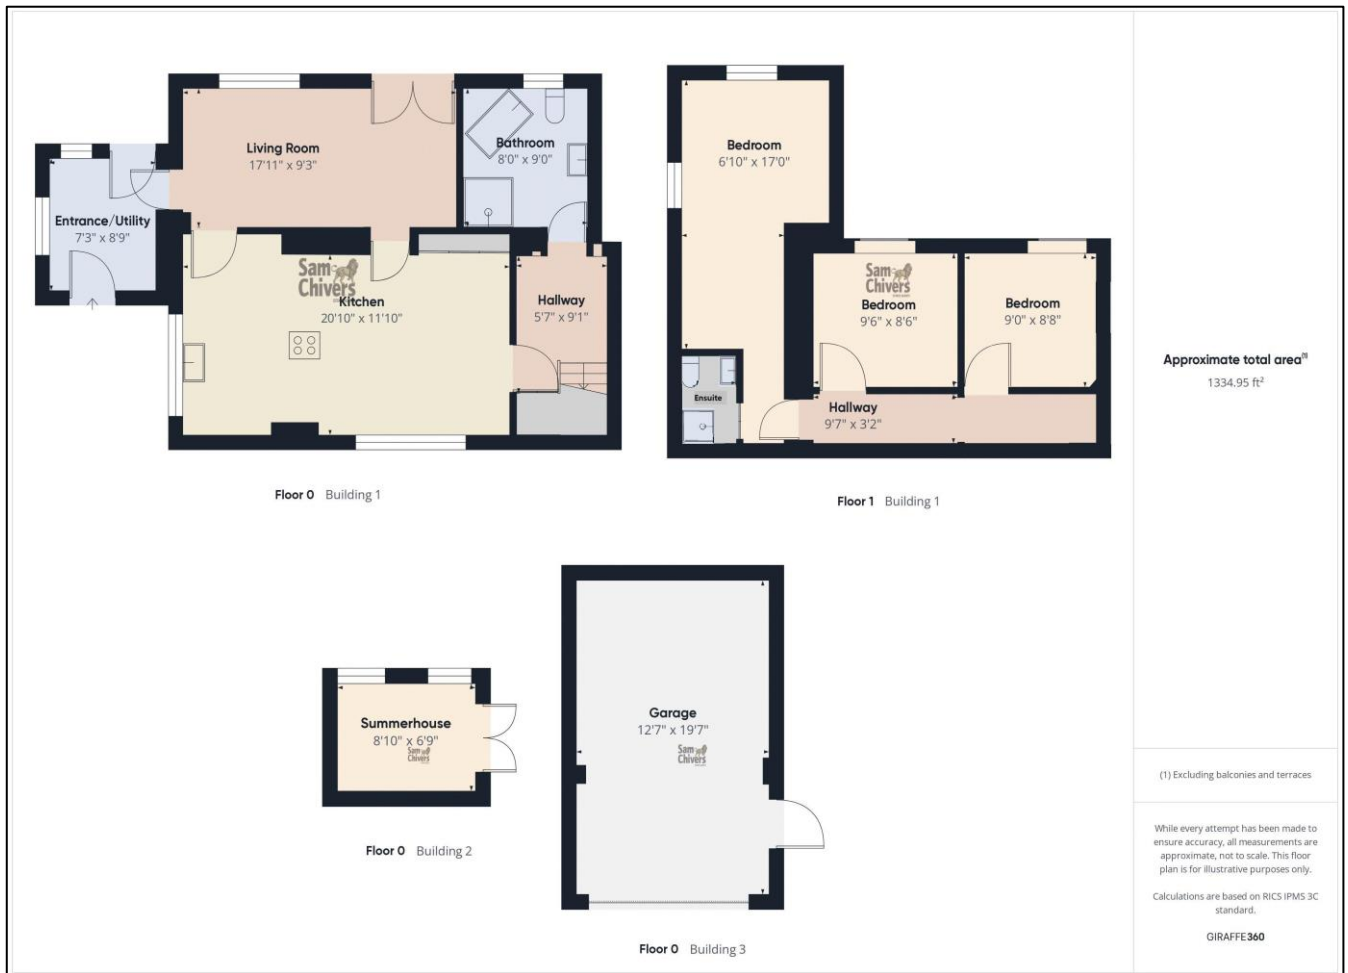 Living Room
17'11" x 9'3"
Bathroom
8'0" x 9'0"
Entrance/Utility
7'3" x 8'9"
Sam
Chivers
Kitchen
20'10" x 11'10"
Hallway
5'7" x 9'1"
Floor 0 Building 1
Bedroom
6'10" x 17'0"
Sam
Chivers
Bedroom
9'6" x 8'6"
Bedroom
9'0" x 8'8"
Ensuite
Hallway
9'7" x 3'2"
Floor 1 Building 1
Summerhouse
8'10" x 6'9"
Sam
Chivers
Floor 0 Building 2
Garage
12'7" x 19'7"
Sam
Chivers
Floor 0 Building 3
Approximate total area(1)
1334.95 ft²
(1) Excluding balconies and terraces
While every attempt has been made to
ensure accuracy, all measurements are
approximate, not to scale. This floor
plan is for illustrative purposes only.
Calculations are based on RICS IPMS 3C
standard.
GIRAFFE360